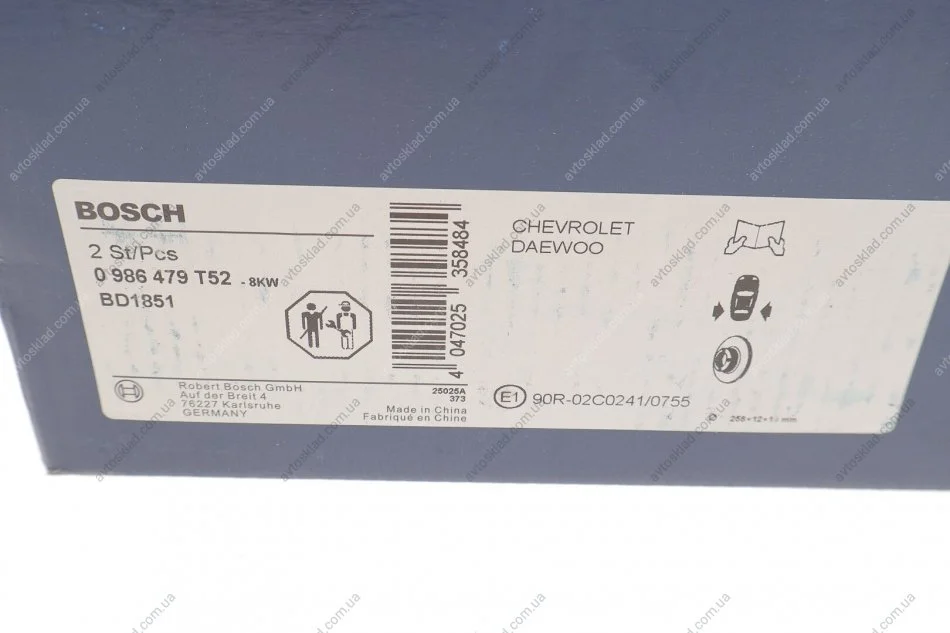 BOSCH
2 St/Pcs
0 986 479 T52 - 8KW
BD1851
Robert Bosch GmbH
Auf der Breit 4
76227 Karlsruhe
GERMANY
25025A
373
Made in China
Fabriqué en Chine
4 047025 358484
CHEVROLET
DAEWOO
E1 90R-02C0241/0755
avtosklad.com.ua